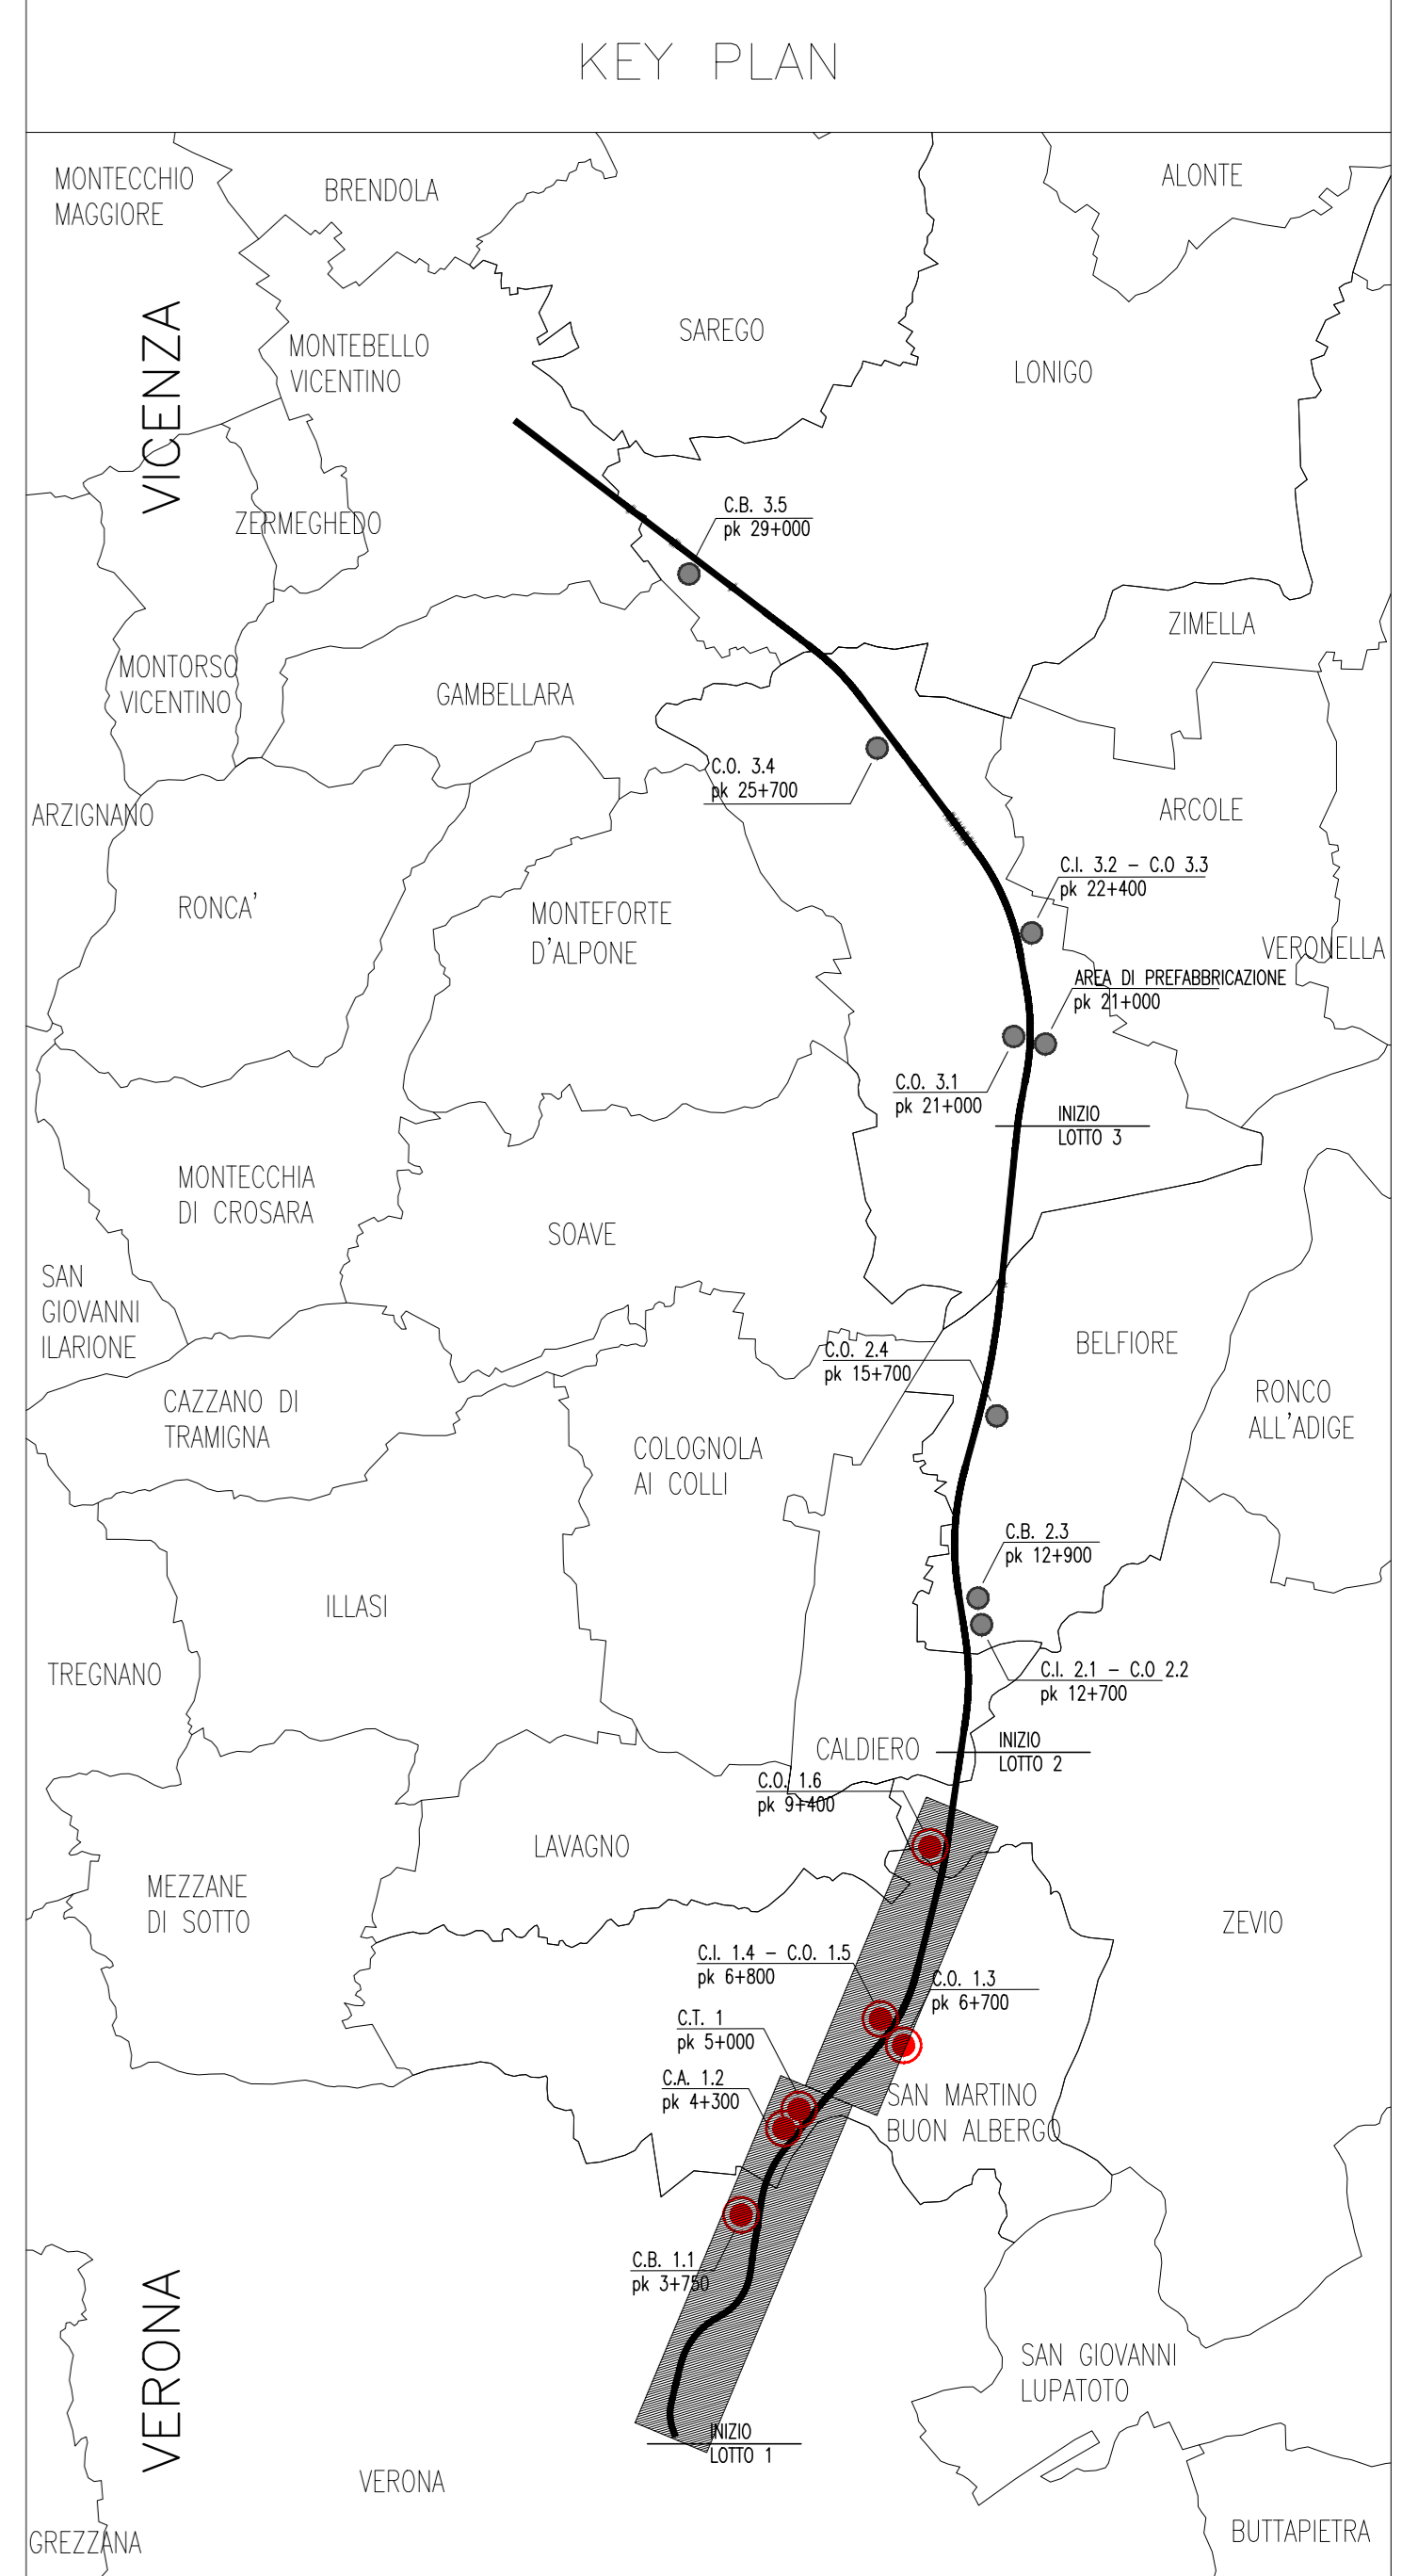 KEY PLAN
MONTECCHIO
MAGGIORE
BRENDOLA
ALONTE
VICENZA
SAREGO
MONTEBELLO
VICENTINO
LONIGO
C.B. 3.5
pk 29+000
ZERMEGHEDO
ZIMELLA
MONTORSO
VICENTINO
GAMBELLARA
C.O. 3.4
pk 25+700
ARZIGNANO
ARCOLE
C.I. 3.2 - C.O 3.3
pk 22+400
RONCA'
MONTEFORTE
D'ALPONE
VERONELLA
AREA DI PREFABBRICAZIONE
pk 21+000
C.O. 3.1
pk 21+000
INIZIO
LOTTO 3
MONTECCHIA
DI CROSARA
SOAVE
SAN
GIOVANNI
ILARIONE
BELFIORE
C.O. 2.4
pk 15+700
CAZZANO DI
TRAMIGNA
RONCO
ALL'ADIGE
COLOGNOLA
AI COLLI
C.B. 2.3
pk 12+900
ILLASI
TREGNANO
C.I. 2.1 - C.O 2.2
pk 12+700
CALDIERO
INIZIO
LOTTO 2
C.O. 1.6
pk 9+400
LAVAGNO
MEZZANE
DI SOTTO
ZEVIO
C.I. 1.4 - C.O. 1.5
pk 6+800
C.O. 1.3
pk 6+700
C.T. 1
pk 5+000
C.A. 1.2
pk 4+300
SAN MARTINO
BUON ALBERGO
C.B. 1.1
pk 3+750
VERONA
SAN GIOVANNI
LUPATOTO
INIZIO
LOTTO 1
VERONA
GREZZANA
BUTTAPIETRA